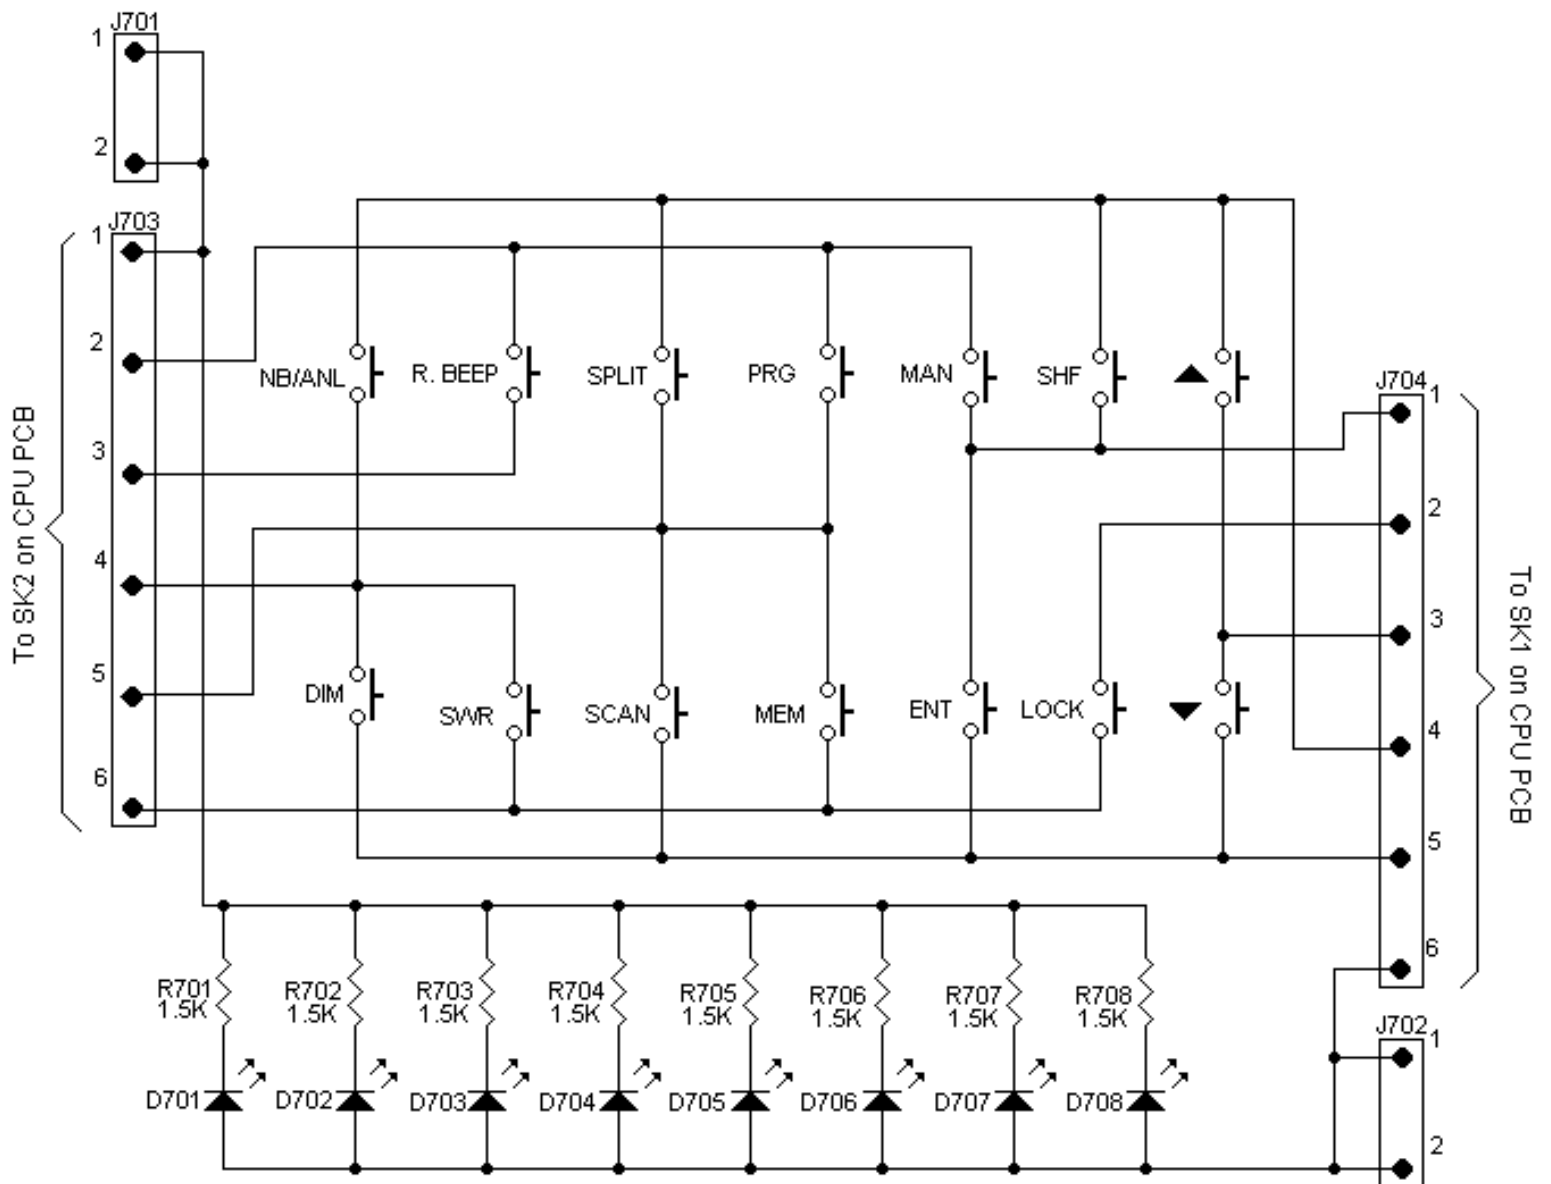 J701
1
2
J703
1
2
3
4
5
6
To SK2 on CPU PCB
NB/ANL
R. BEEP
SPLIT
PRG
MAN
SHF
DIM
SWR
SCAN
MEM
ENT
LOCK
J704
1
2
3
4
5
6
To SK1 on CPU PCB
R701
1.5K
R702
1.5K
R703
1.5K
R704
1.5K
R705
1.5K
R706
1.5K
R707
1.5K
R708
1.5K
D701
D702
D703
D704
D705
D706
D707
D708
J702
1
2